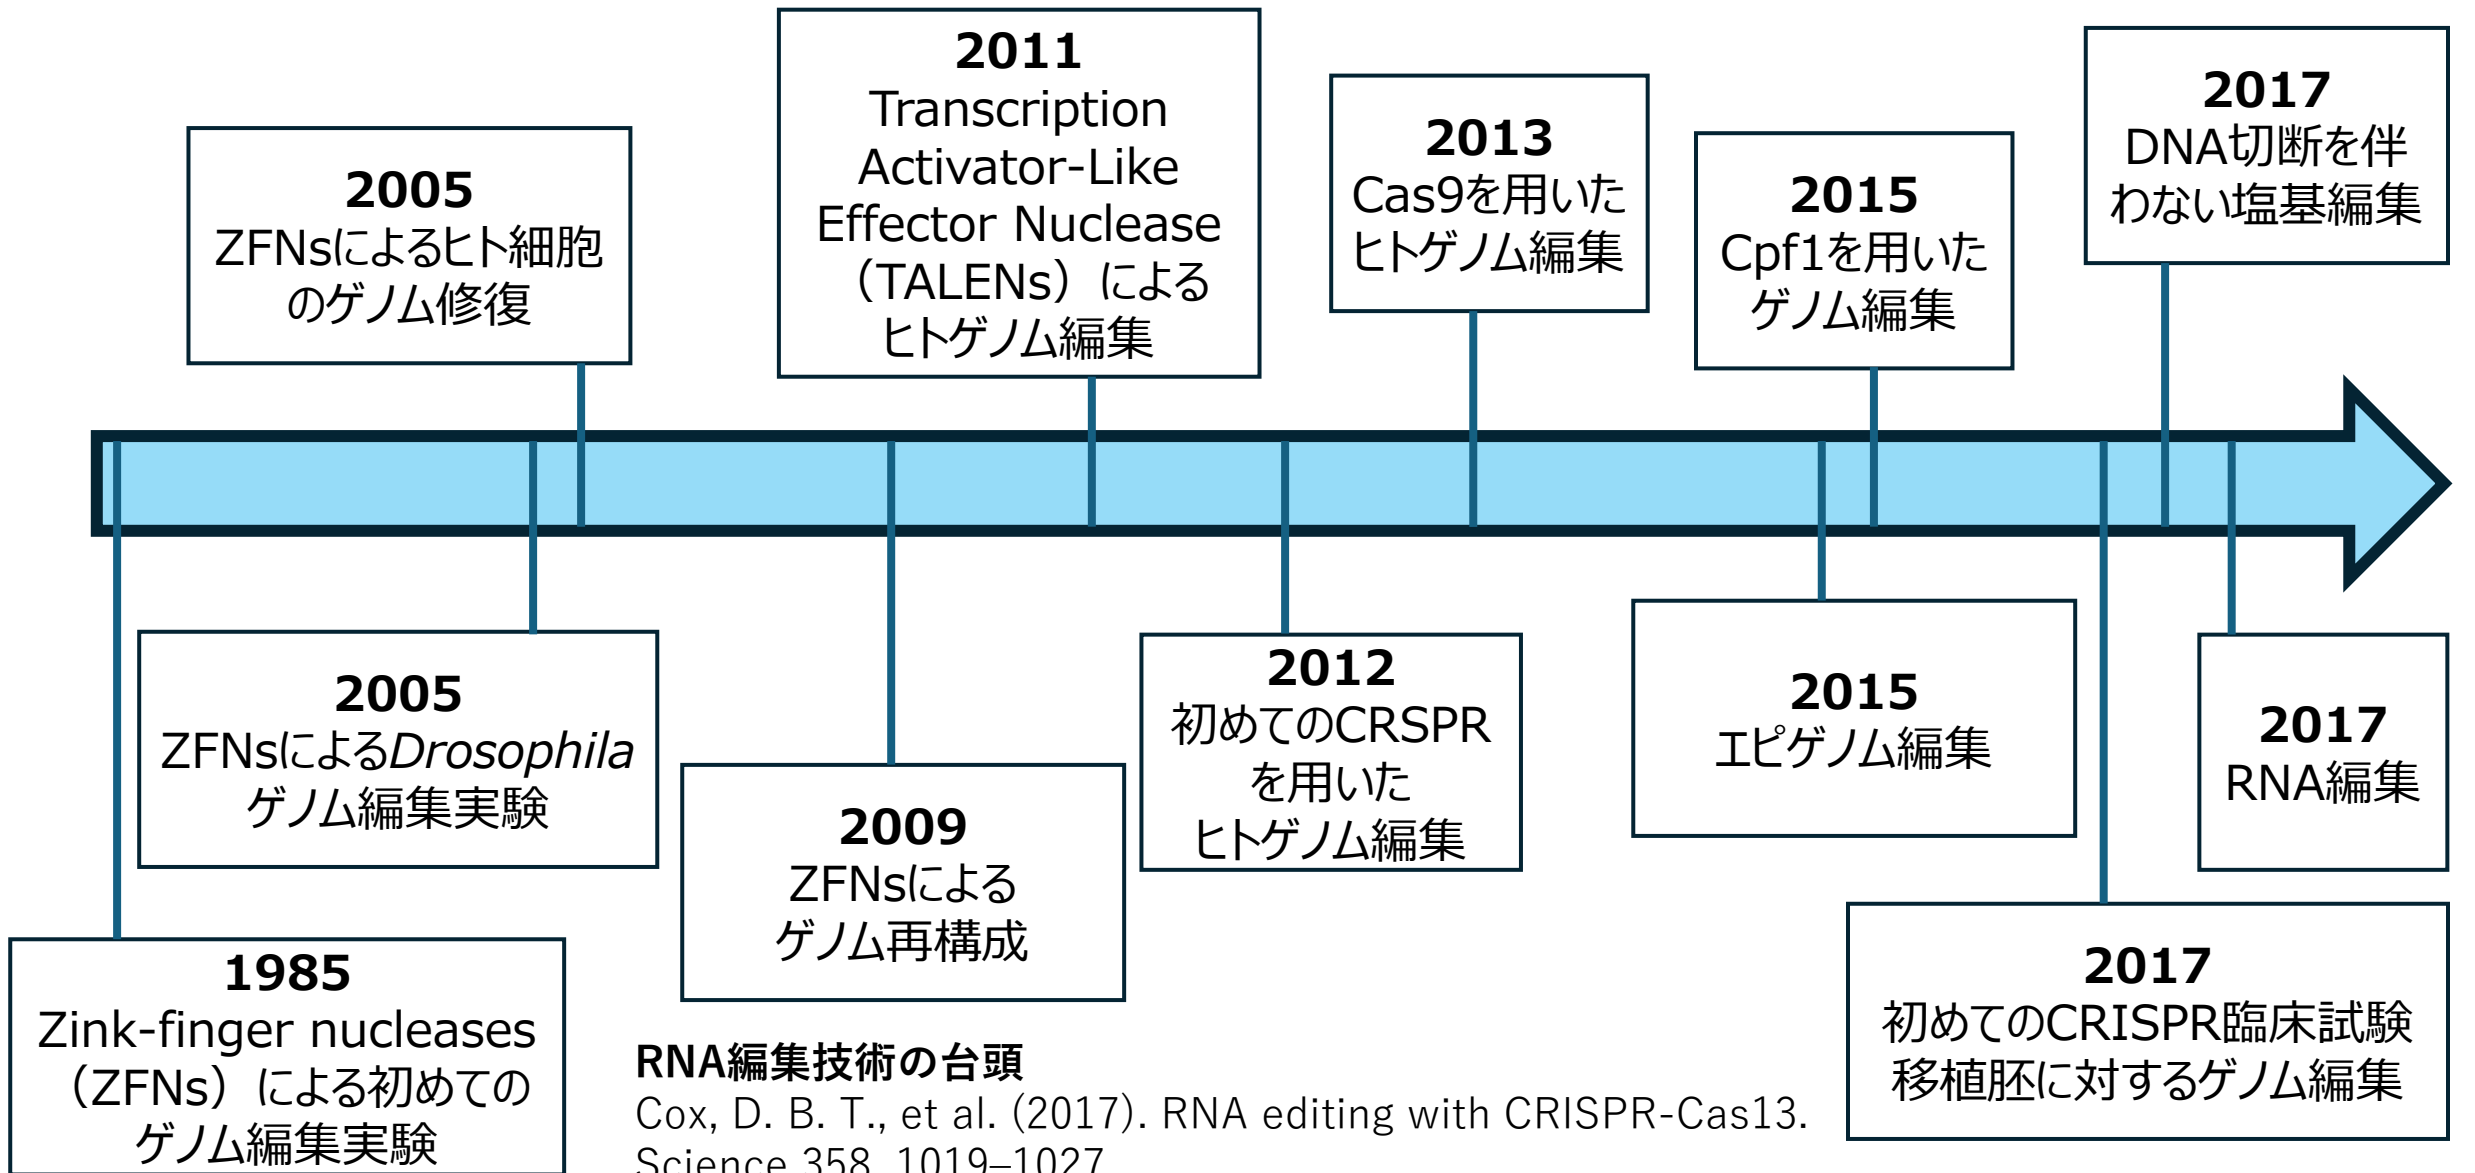 2005
ZFNsによるヒト細胞
のゲノム修復
2011
Transcription
Activator-Like
Effector Nuclease
（TALENs）による
ヒトゲノム編集
2013
Cas9を用いた
ヒトゲノム編集
2015
Cpf1を用いた
ゲノム編集
2017
DNA切断を伴
わない塩基編集
1985
Zink-finger nucleases
（ZFNs）による初めての
ゲノム編集実験
2005
ZFNsによるDrosophila
ゲノム編集実験
2009
ZFNsによる
ゲノム再構成
2012
初めてのCRSPR
を用いた
ヒトゲノム編集
2015
エピゲノム編集
2017
初めてのCRISPR臨床試験
移植胚に対するゲノム編集
2017
RNA編集
RNA編集技術の台頭
Cox, D. B. T., et al. (2017). RNA editing with CRISPR-Cas13.
Science 358, 1019–1027